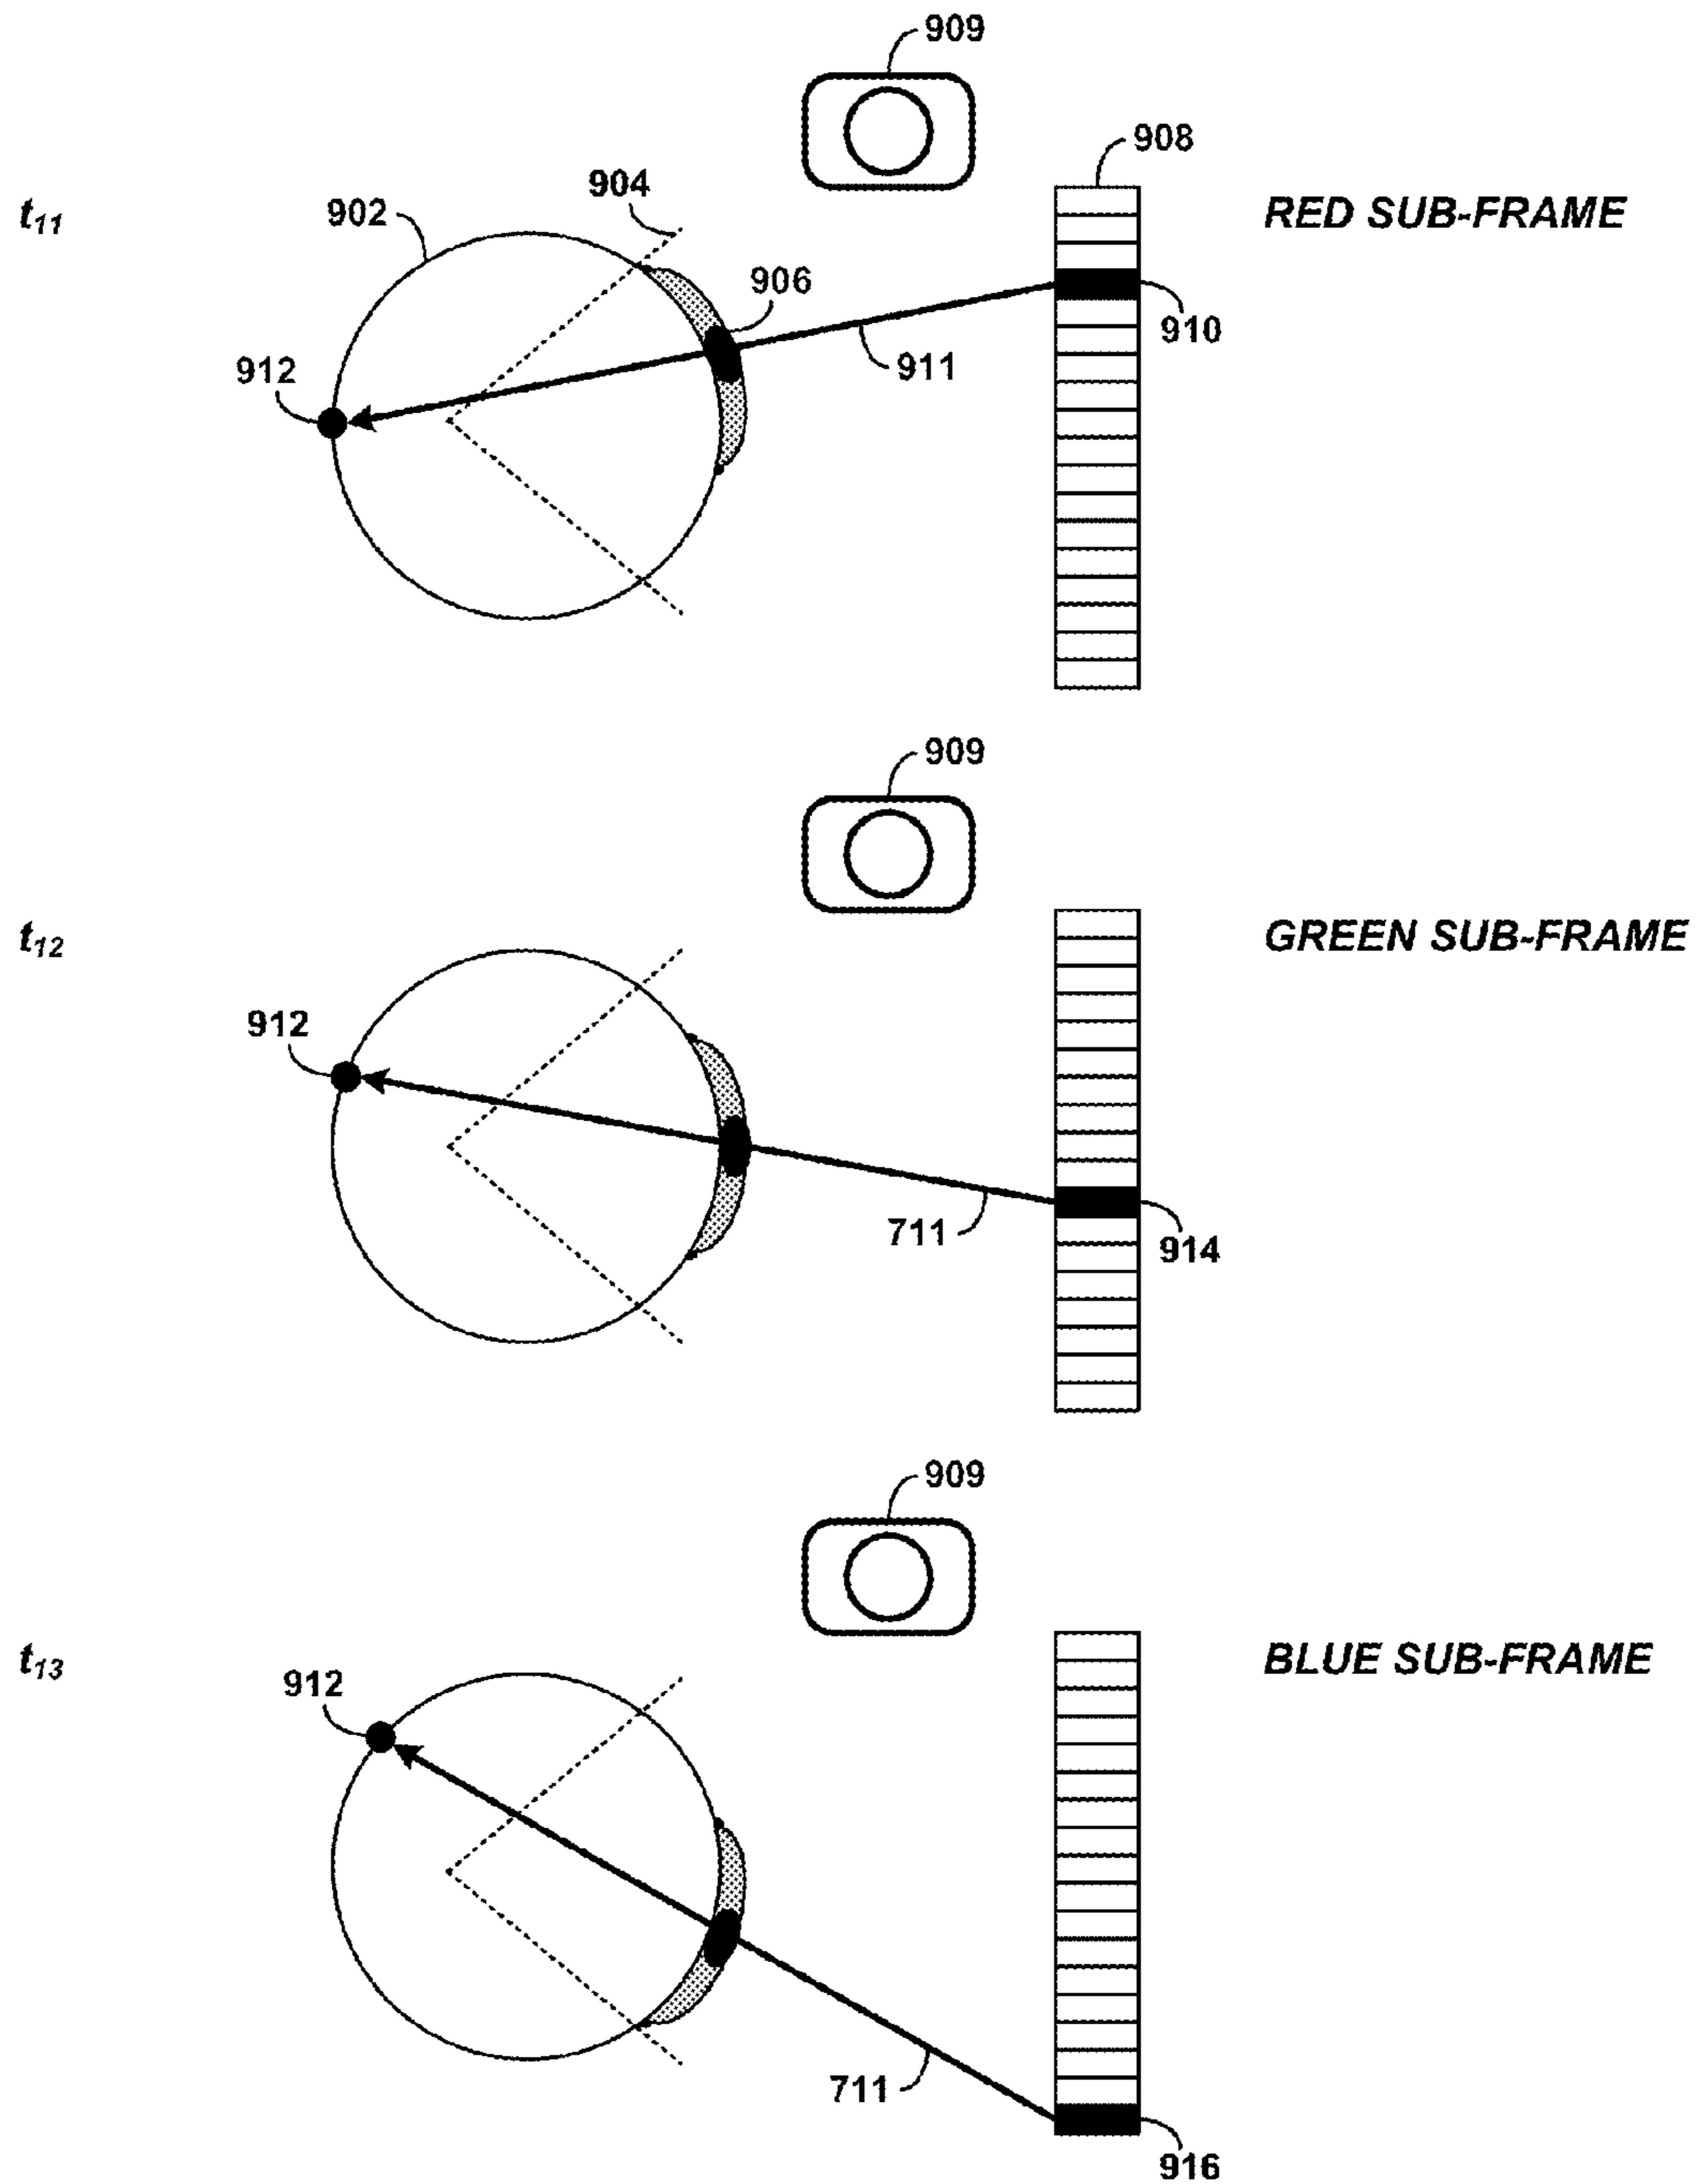 909
908
904
t11
902
RED SUB-FRAME
906
910
911
912
909
t12
GREEN SUB-FRAME
912
711
914
909
t13
BLUE SUB-FRAME
912
711
916